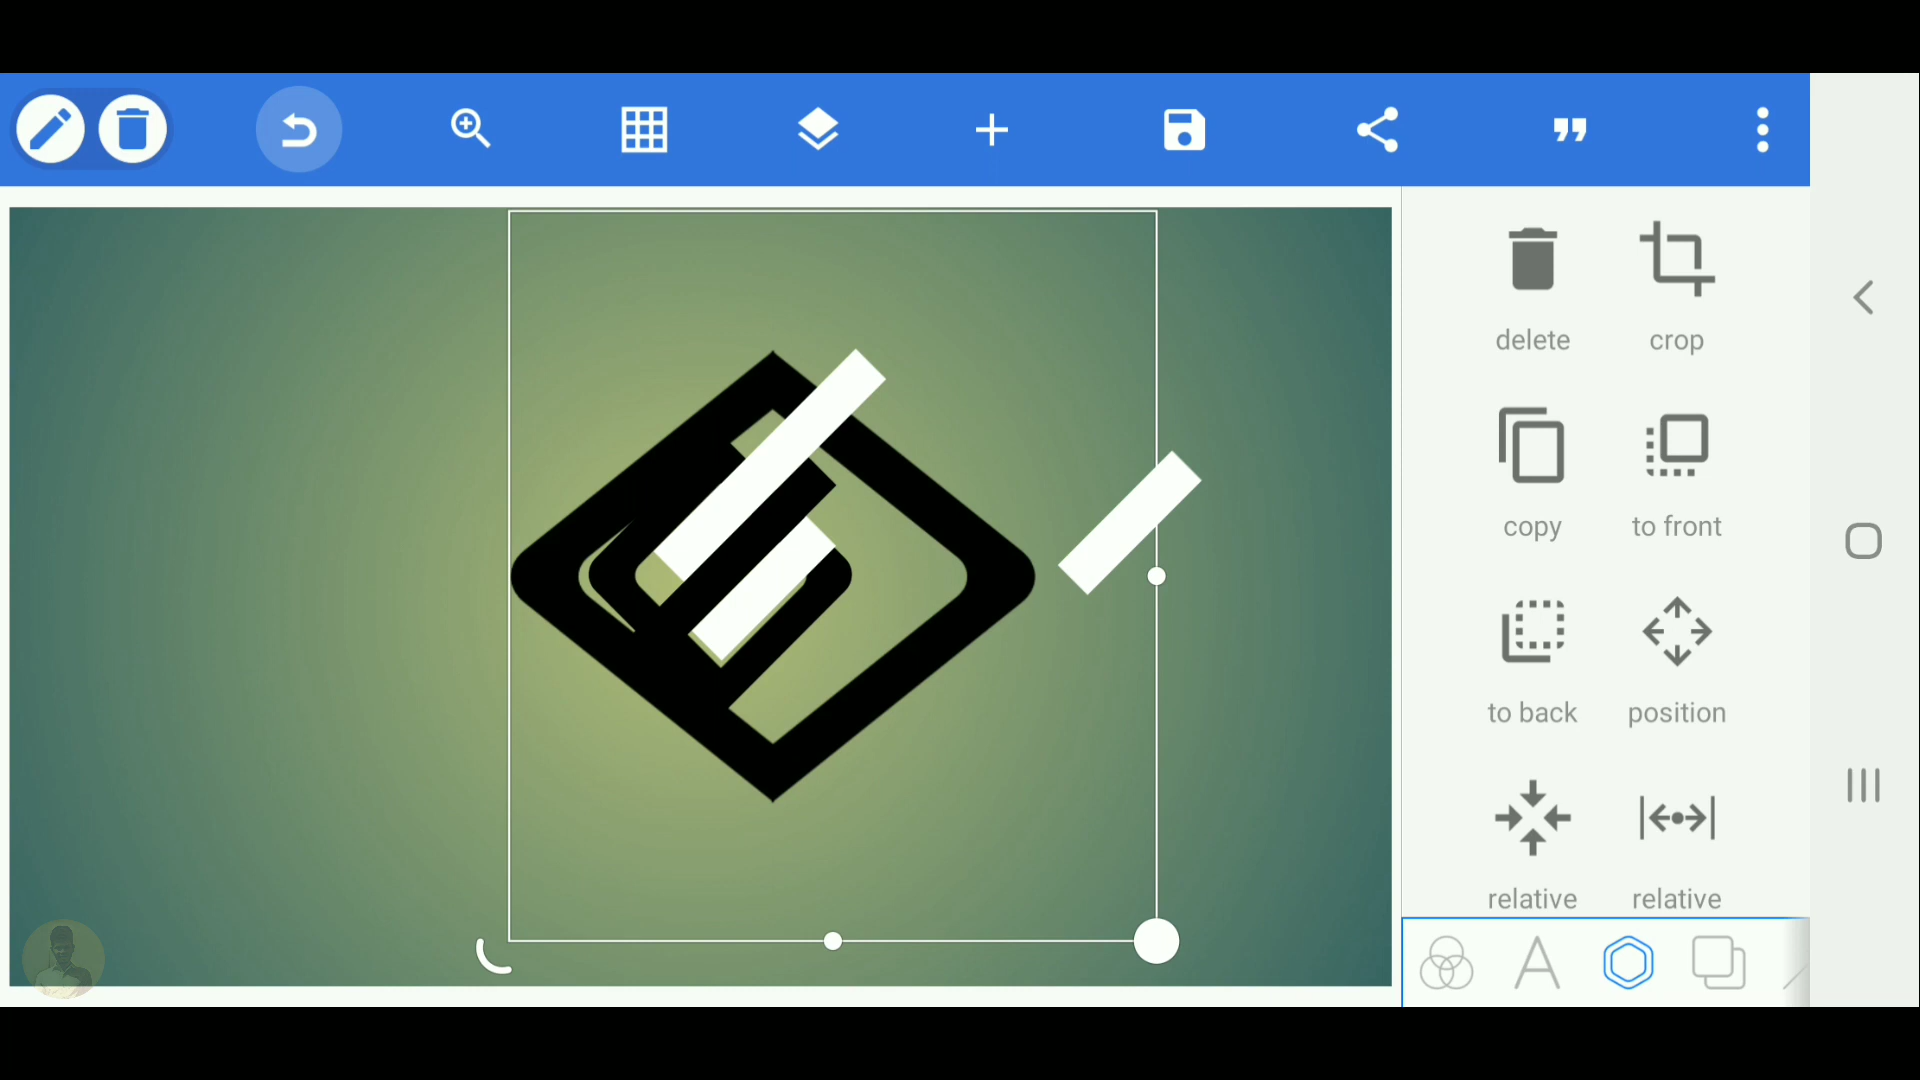 delete crop
copy to front
to back position
relative relative